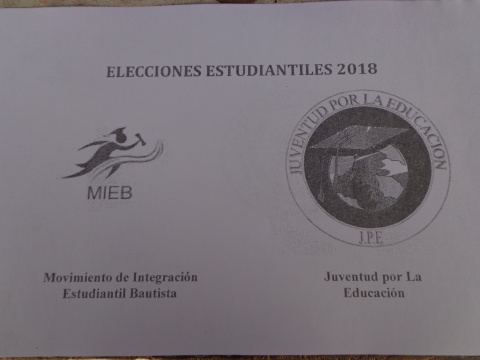 ELECCIONES ESTUDIANTILES 2018
JUVENTUD POR LA EDUCACION
J.P.E
MIEB
Movimiento de Integración
Estudiantil Bautista
Juventud por La
Educación